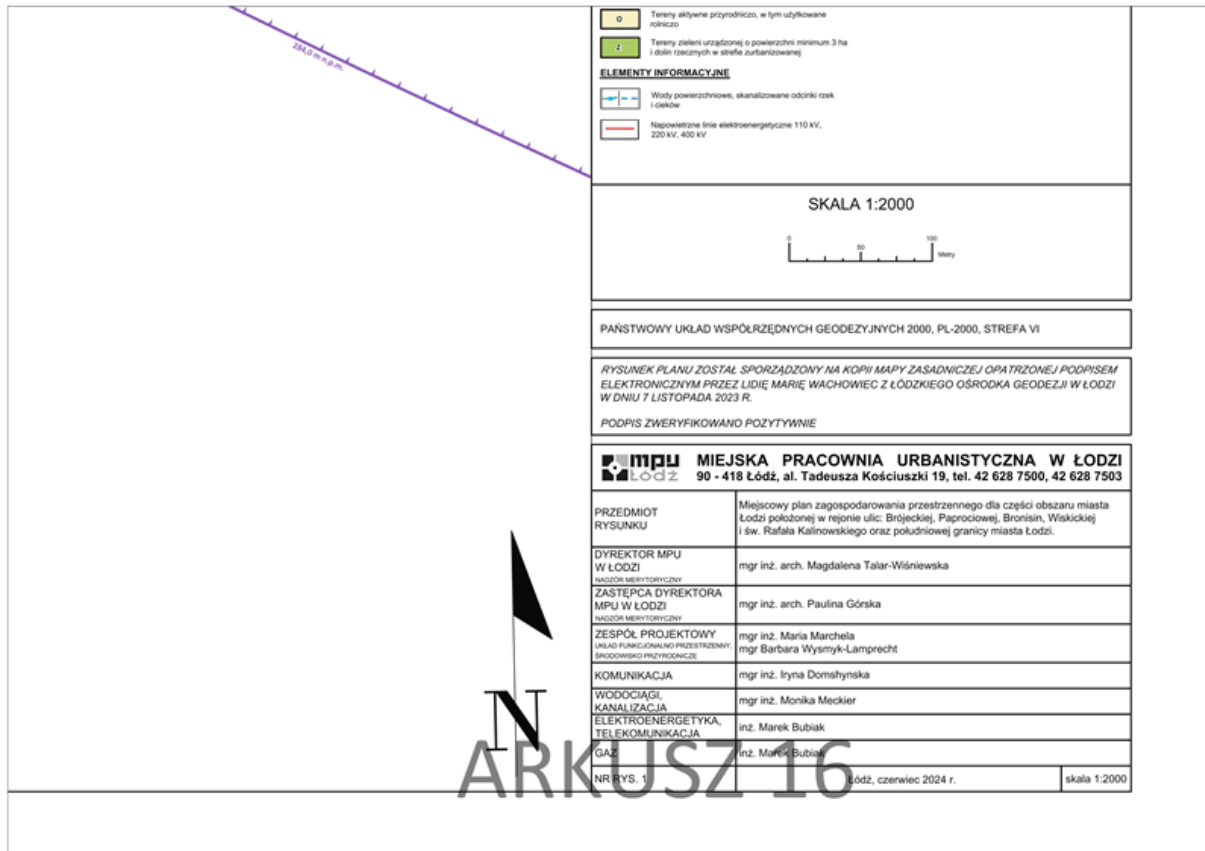 284,0 m n.p.m.
O
Tereny aktywne przyrodniczo, w tym użytkowane
rolniczo
Z
Tereny zieleni urządzonej o powierzchni minimum 3 ha
i dolin rzecznych w strefie zurbanizowanej
ELEMENTY INFORMACYJNE
Wody powierzchniowe, skanalizowane odcinki rzek
i cieków
Napowietrzne linie elektroenergetyczne 110 kV,
220 kV, 400 kV
SKALA 1:2000
0 50 100
Metry
PAŃSTWOWY UKŁAD WSPÓŁRZĘDNYCH GEODEZYJNYCH 2000, PL-2000, STREFA VI
RYSUNEK PLANU ZOSTAŁ SPORZĄDZONY NA KOPII MAPY ZASADNICZEJ OPATRZONEJ PODPISEM
ELEKTRONICZNYM PRZEZ LIDIĘ MARIĘ WACHOWIEC Z ŁÓDZKIEGO OŚRODKA GEODEZJI W ŁODZI
W DNIU 7 LISTOPADA 2023 R.
PODPIS ZWERYFIKOWANO POZYTYWNIE
mpu
ŁÓDŹ
MIEJSKA PRACOWNIA URBANISTYCZNA W ŁODZI
90 - 418 Łódź, al. Tadeusza Kościuszki 19, tel. 42 628 7500, 42 628 7503
PRZEDMIOT
RYSUNKU
Miejscowy plan zagospodarowania przestrzennego dla części obszaru miasta
Łodzi położonej w rejonie ulic: Brójeckiej, Paprociowej, Bronisin, Wiskickiej
i św. Rafała Kalinowskiego oraz południowej granicy miasta Łodzi.
DYREKTOR MPU
W ŁODZI
NADZÓR MERYTORYCZNY
mgr inż. arch. Magdalena Talar-Wiśniewska
ZASTĘPCA DYREKTORA
MPU W ŁODZI
NADZÓR MERYTORYCZNY
mgr inż. arch. Paulina Górska
ZESPÓŁ PROJEKTOWY
UKŁAD FUNKCJONALNO PRZESTRZENNY,
ŚRODOWISKO PRZYRODNICZE
mgr inż. Maria Marchela
mgr Barbara Wysmyk-Lamprecht
KOMUNIKACJA
mgr inż. Iryna Domshynska
WODOCIĄGI,
KANALIZACJA
mgr inż. Monika Meckier
ELEKTROENERGETYKA,
TELEKOMUNIKACJA
inż. Marek Bubiak
GAZ
inż. Marek Bubiak
NR RYS. 1
Łódź, czerwiec 2024 r.
skala 1:2000
N
ARKUSZ 16